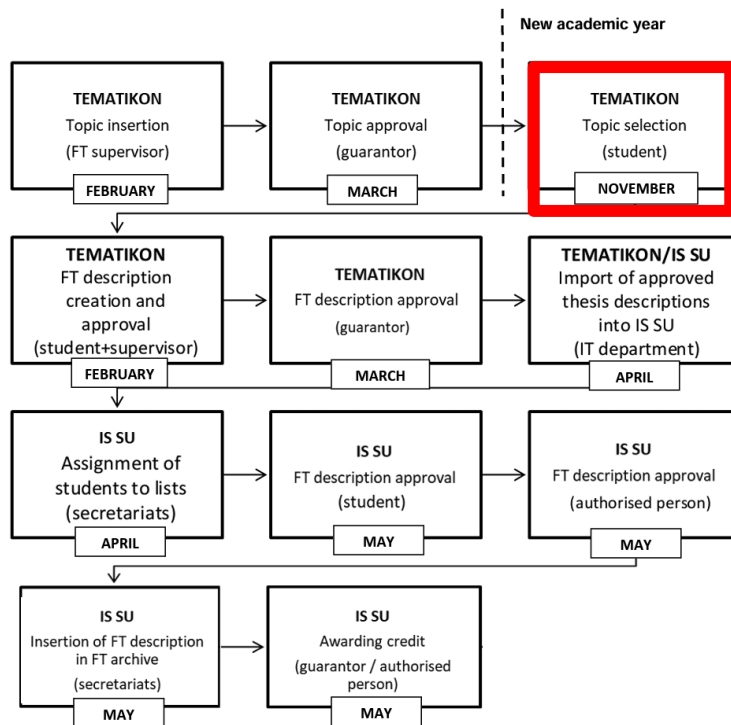 New academic year
TEMATIKON
Topic insertion
(FT supervisor)
FEBRUARY
TEMATIKON
Topic approval
(guarantor)
MARCH
TEMATIKON
Topic selection
(student)
NOVEMBER
TEMATIKON
FT description
creation and
approval
(student+supervisor)
FEBRUARY
TEMATIKON
FT description approval
(guarantor)
MARCH
TEMATIKON/IS SU
Import of approved
thesis descriptions
into IS SU
(IT department)
APRIL
IS SU
Assignment of
students to lists
(secretariats)
APRIL
IS SU
FT description approval
(student)
MAY
IS SU
FT description approval
(authorised person)
MAY
IS SU
Insertion of FT description
in FT archive
(secretariats)
MAY
IS SU
Awarding credit
(guarantor / authorised
person)
MAY